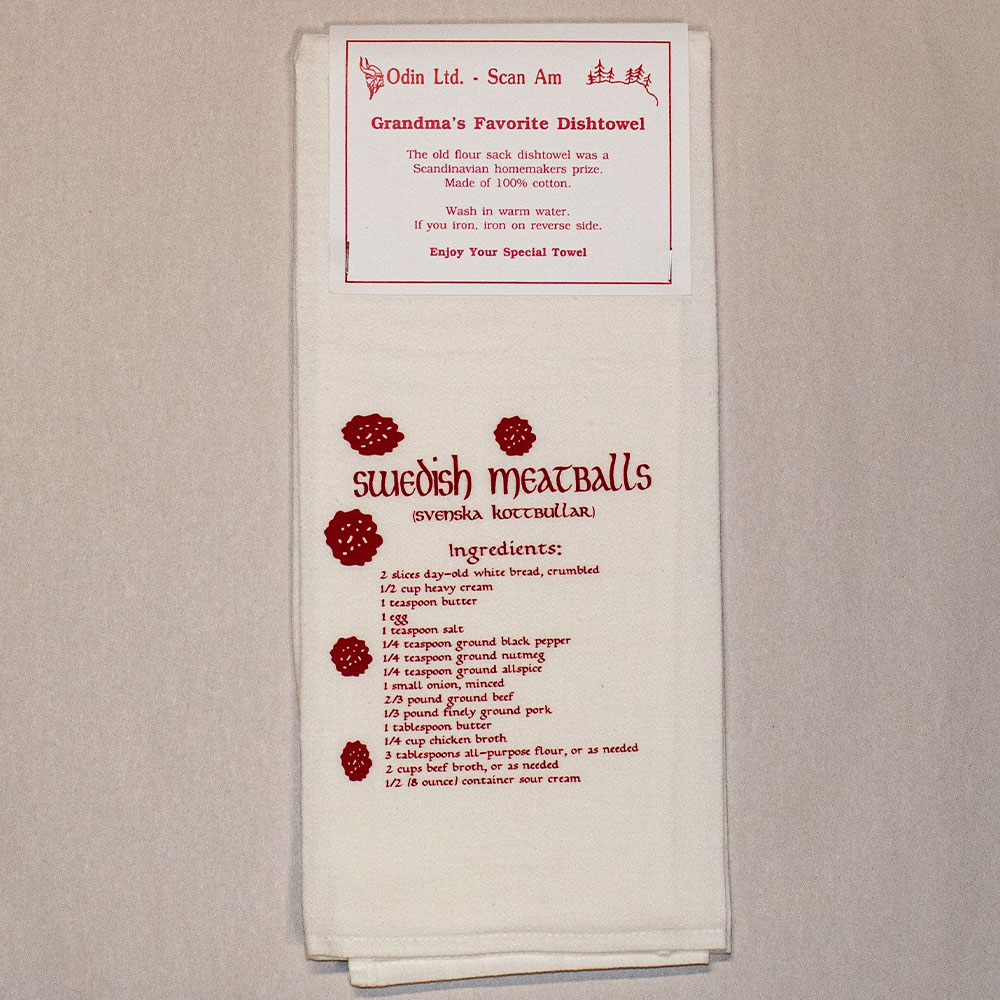 Odin Ltd. - Scan Am
Grandma's Favorite Dishtowel
The old flour sack dishtowel was a
Scandinavian homemakers prize.
Made of 100% cotton.
Wash in warm water.
If you iron, iron on reverse side.
Enjoy Your Special Towel
Swedish Meatballs
(Svenska Kottbullar)
Ingredients:
2 slices day-old white bread, crumbled
1/2 cup heavy cream
1 teaspoon butter
1 egg
1 teaspoon salt
1/4 teaspoon ground black pepper
1/4 teaspoon ground nutmeg
1/4 teaspoon ground allspice
1 small onion, minced
2/3 pound ground beef
1/3 pound finely ground pork
1 tablespoon butter
1/4 cup chicken broth
3 tablespoons all-purpose flour, or as needed
2 cups beef broth, or as needed
1/2 (8 ounce) container sour cream